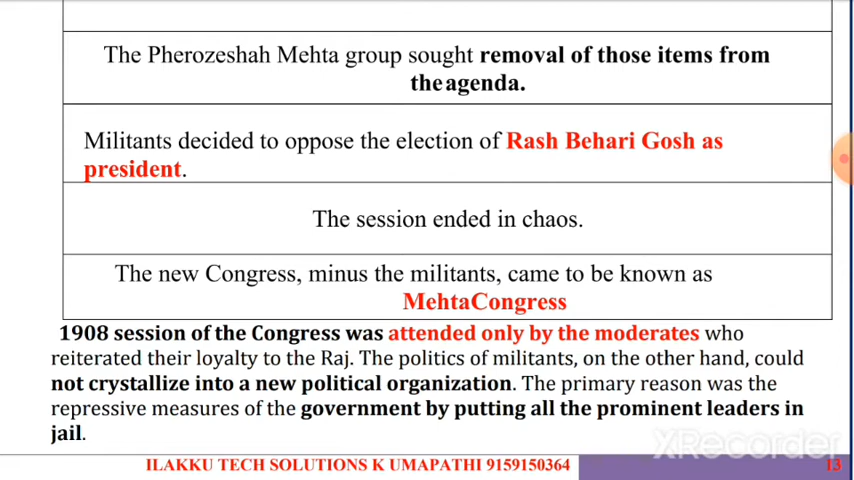 The Pherozeshah Mehta group sought removal of those items from
the agenda.
Militants decided to oppose the election of Rash Behari Gosh as
president.
The session ended in chaos.
The new Congress, minus the militants, came to be known as
MehtaCongress
1908 session of the Congress was attended only by the moderates who
reiterated their loyalty to the Raj. The politics of militants, on the other hand, could
not crystallize into a new political organization. The primary reason was the
repressive measures of the government by putting all the prominent leaders in
jail.
XRecorder
ILAKKU TECH SOLUTIONS K UMAPATHI 9159150364
13